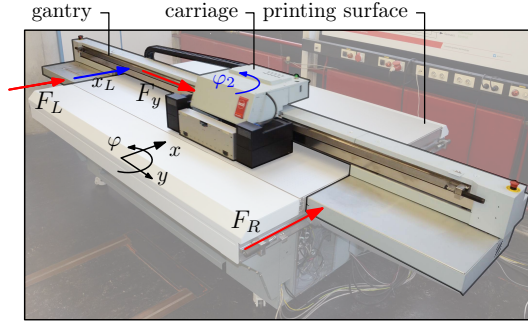 gantry carriage printing surface
F_L x_L F_y φ_2
φ x
y
F_R